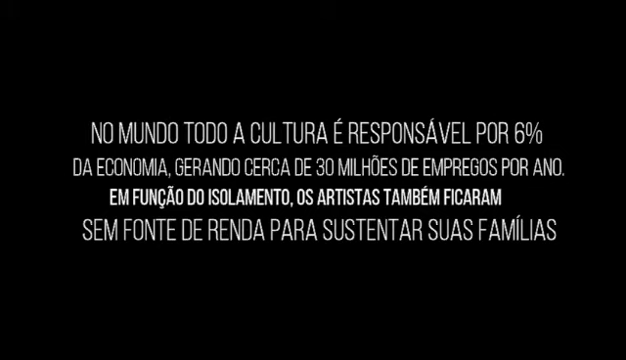 NO MUNDO TODO A CULTURA É RESPONSÁVEL POR 6%
DA ECONOMIA, GERANDO CERCA DE 30 MILHÕES DE EMPREGOS POR ANO.
EM FUNÇÃO DO ISOLAMENTO, OS ARTISTAS TAMBÉM FICARAM
SEM FONTE DE RENDA PARA SUSTENTAR SUAS FAMÍLIAS